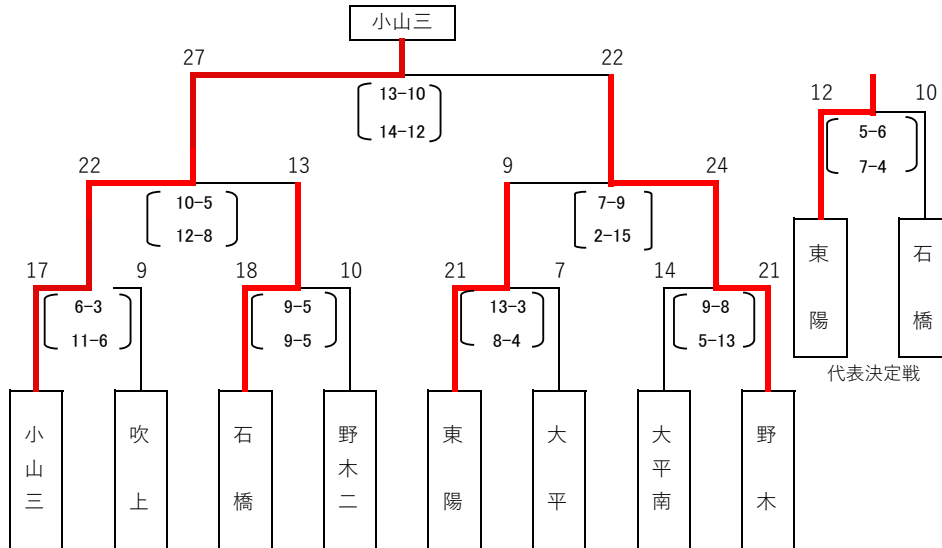 小山三
27
22
13-10
14-12
12
10
5-6
7-4
22
13
9
24
10-5
12-8
7-9
2-15
17
9
18
10
21
7
14
21
6-3
11-6
9-5
9-5
13-3
8-4
9-8
5-13
東陽
石橋
代表決定戦
小山三
吹上
石橋
野木二
東陽
大平
大平南
野木